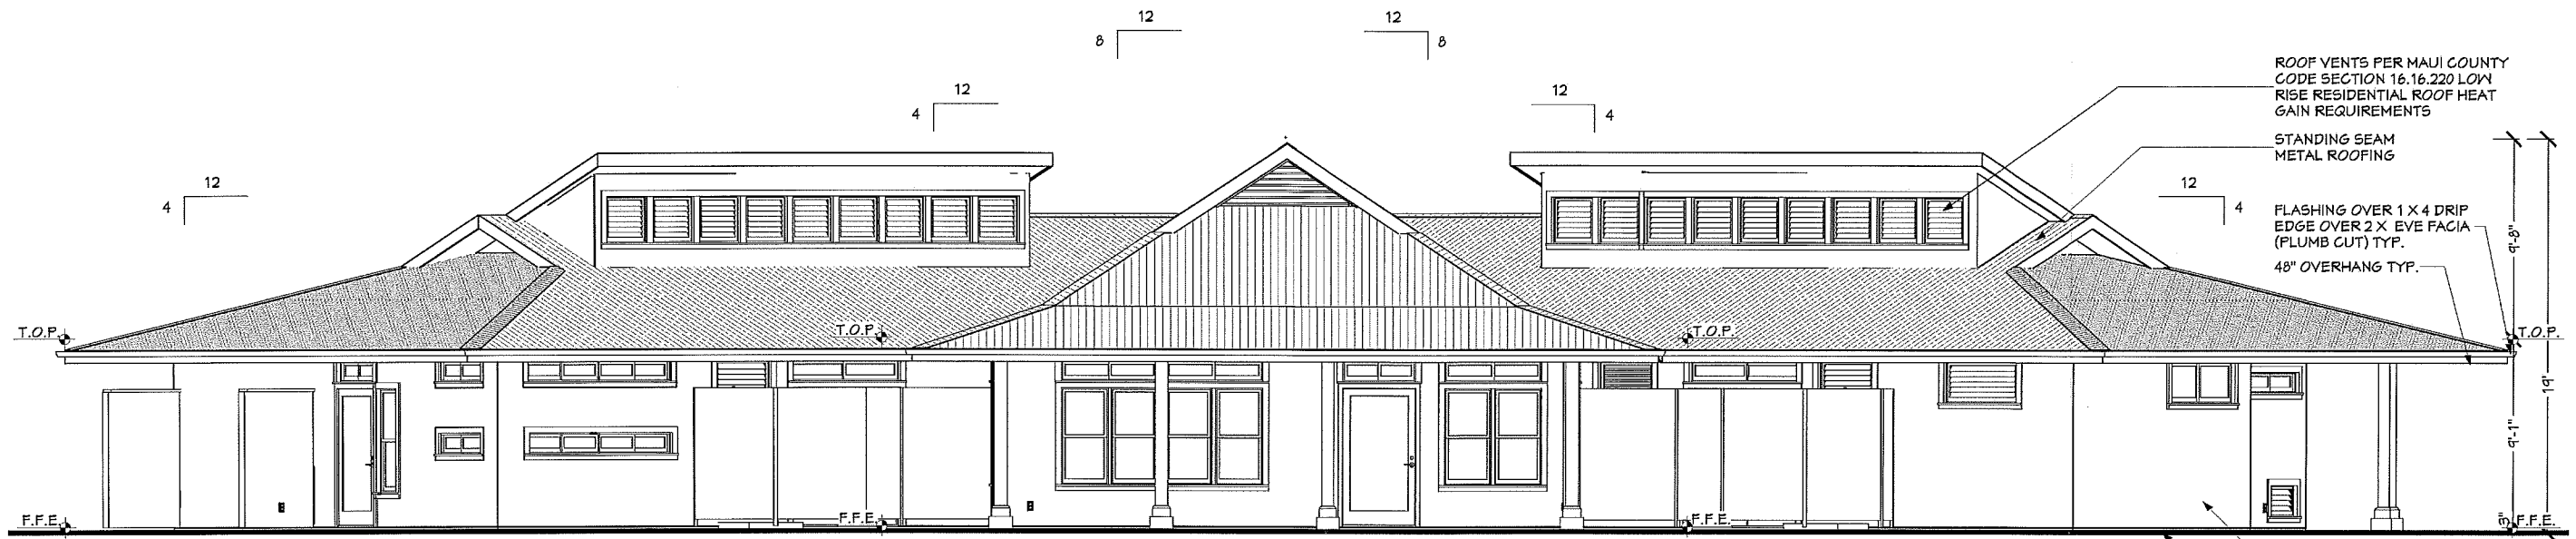 12
8
12
8
12
4
12
4
12
4
12
4
ROOF VENTS PER MAUI COUNTY
CODE SECTION 16.16.220 LOW
RISE RESIDENTIAL ROOF HEAT
GAIN REQUIREMENTS
STANDING SEAM
METAL ROOFING
FLASHING OVER 1 X 4 DRIP
EDGE OVER 2 X EVE FACIA
(PLUMB CUT) TYP.
48" OVERHANG TYP.
9'-8"
19'
9'-1"
3"
T.O.P.
T.O.P.
T.O.P.
T.O.P.
F.F.E.
F.F.E.
F.F.E.
F.F.E.